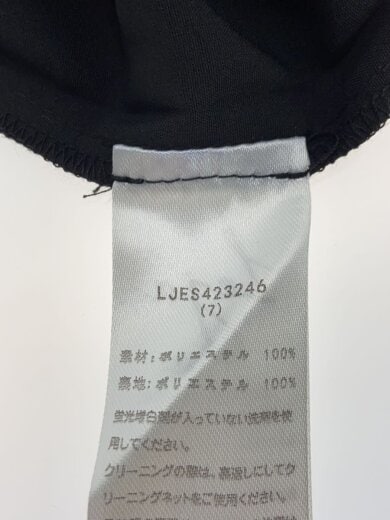 LJES423246
(7)
素材:ポリエステル 100%
裏地:ポリエステル 100%
蛍光増白剤が入っていない洗剤を使
用してください。
クリーニングの際は、裏返しにしてク
リーニングネットをご使用ください。